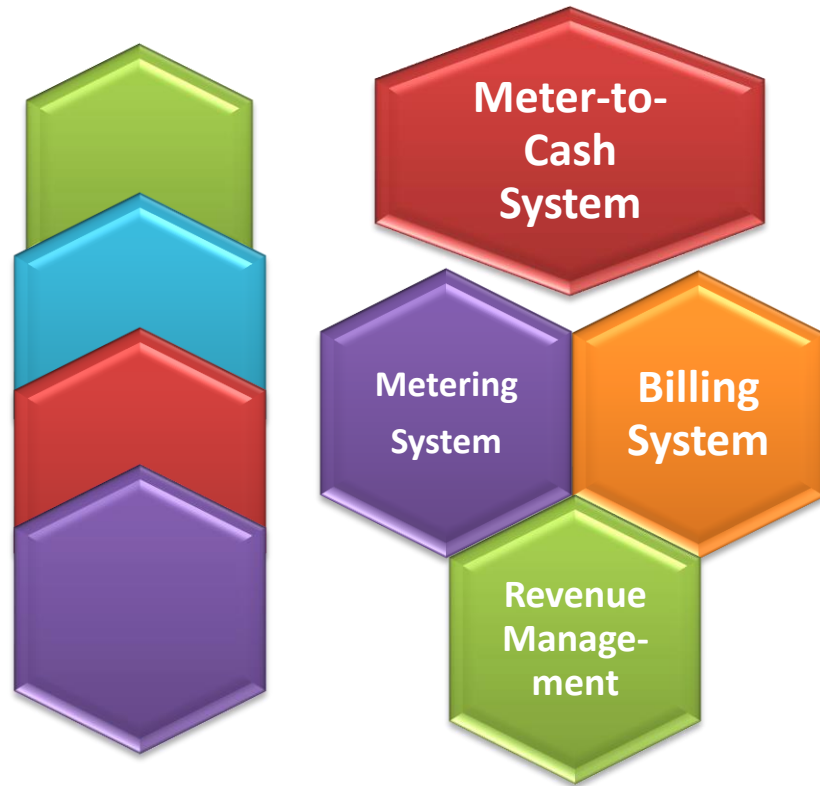 Meter-to-
Cash
System
Metering
System
Billing
System
Revenue
Manage-
ment